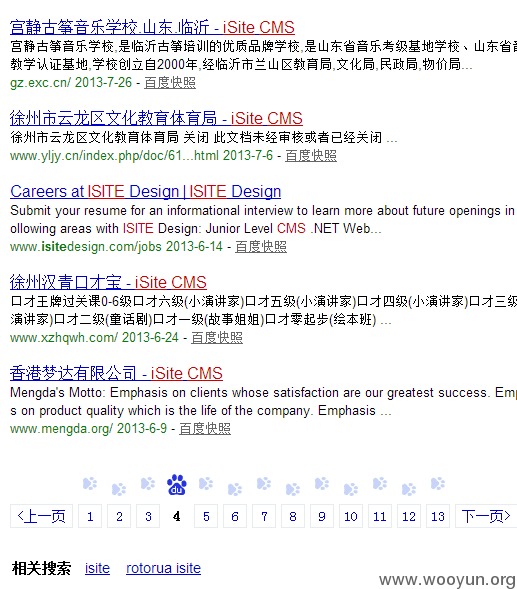 宫静古筝音乐学校.山东.临沂 - iSite CMS
宫静古筝音乐学校,是临沂古筝培训的优质品牌学校,是山东省音乐考级基地学校、山东省
教学认证基地,学校创立自2000年,经临沂市兰山区教育局,文化局,民政局,物价局...
gz.exc.cn/ 2013-7-26 - 百度快照
徐州市云龙区文化教育体育局 - iSite CMS
徐州市云龙区文化教育体育局 关闭 此文档未经审核或者已经关闭 ...
www.yljy.cn/index.php/doc/61...html 2013-7-6 - 百度快照
Careers at ISITE Design | ISITE Design
Submit your resume for an informational interview to learn more about future openings in
ollowing areas with ISITE Design: Junior Level CMS .NET Web...
www.isitedesign.com/jobs 2013-6-14 - 百度快照
徐州汉青口才宝 - iSite CMS
口才王牌过关课0-6级口才六级(小演讲家)口才五级(小演讲家)口才四级(小演讲家)口才三级
演讲家)口才二级(童话剧)口才一级(故事姐姐)口才零起步(绘本班) ...
www.xzhqwh.com/ 2013-6-24 - 百度快照
香港梦达有限公司 - iSite CMS
Mengda's Motto: Emphasis on clients whose satisfaction are our greatest success. Emp
s on product quality which is the life of the company. Emphasis ...
www.mengda.org/ 2013-6-9 - 百度快照
du
<上一页 1 2 3 4 5 6 7 8 9 10 11 12 13 下一页>
相关搜索 isite rotorua isite
www.wooyun.org